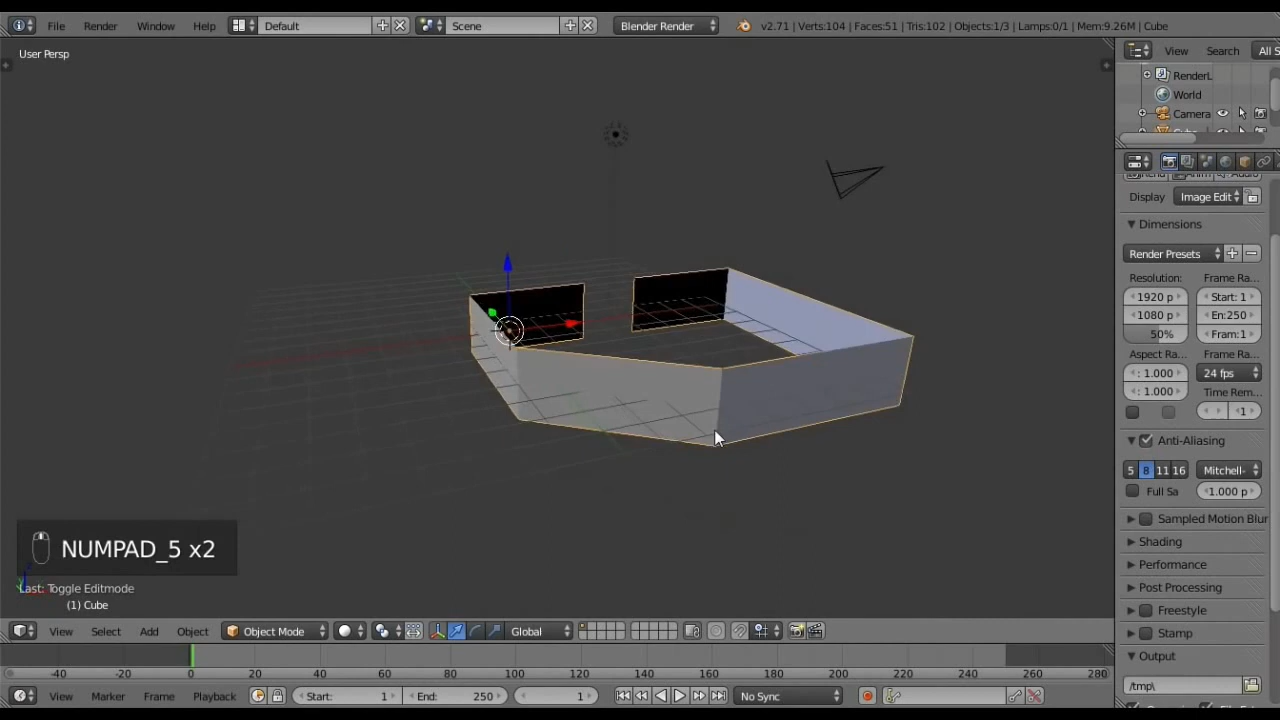 File Render Window Help Default Scene Blender Render v2.71 | Verts:104 | Faces:51 | Tris:102 | Objects:1/3 | Lamps:0/1 | Mem:9.26M | Cube
User Persp
View Search All S
RenderL
World
Camera
Display Image Edit
Dimensions
Render Presets
Resolution: Frame Ra...
1920 p Start: 1
1080 p En:250
50% Fram:1
Aspect Ra... Frame Ra...
: 1.000 24 fps
: 1.000 Time Rem...
1
Anti-Aliasing
5 8 11 16 Mitchell-
Full Sa 1.000 p
Sampled Motion Blur
Shading
Performance
Post Processing
Freestyle
Stamp
Output
/tmp\
NUMPAD_5 x2
Last: Toggle Editmode
(1) Cube
View Select Add Object Object Mode Global
-40 -20 0 20 40 60 80 100 120 140 160 180 200 220 240 260 280
View Marker Frame Playback Start: 1 End: 250 1 No Sync